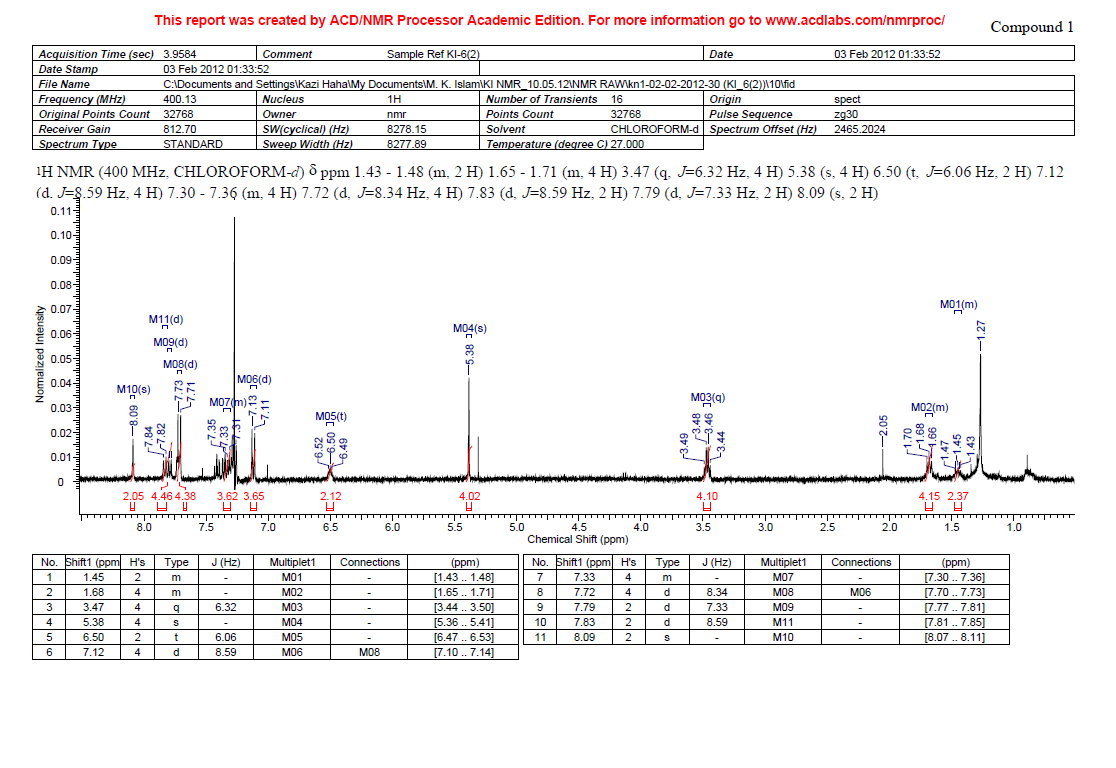 This report was created by ACD/NMR Processor Academic Edition. For more information go to www.acdlabs.com/nmrproc/
Compound 1
Acquisition Time (sec) 3.9584 Comment Sample Ref KI-6(2) Date 03 Feb 2012 01:33:52
Date Stamp 03 Feb 2012 01:33:52
File Name C:\Documents and Settings\Kazi Haha\My Documents\M. K. Islam\KI NMR_10.05.12\NMR RAW\kn1-02-02-2012-30 (KI_6(2))\10\fid
Frequency (MHz) 400.13 Nucleus 1H Number of Transients 16 Origin spect
Original Points Count 32768 Owner nmr Points Count 32768 Pulse Sequence zg30
Receiver Gain 812.70 SW(cyclical) (Hz) 8278.15 Solvent CHLOROFORM-d Spectrum Offset (Hz) 2465.2024
Spectrum Type STANDARD Sweep Width (Hz) 8277.89 Temperature (degree C) 27.000
1H NMR (400 MHz, CHLOROFORM-d) δ ppm 1.43 - 1.48 (m, 2 H) 1.65 - 1.71 (m, 4 H) 3.47 (q, J=6.32 Hz, 4 H) 5.38 (s, 4 H) 6.50 (t, J=6.06 Hz, 2 H) 7.12
(d, J=8.59 Hz, 4 H) 7.30 - 7.36 (m, 4 H) 7.72 (d, J=8.34 Hz, 4 H) 7.83 (d, J=8.59 Hz, 2 H) 7.79 (d, J=7.33 Hz, 2 H) 8.09 (s, 2 H)
Normalized Intensity
0.11
0.10
0.09
0.08
0.07
0.06
0.05
0.04
0.03
0.02
0.01
0
M10(s)
8.09
M11(d)
M09(d)
M08(d)
7.84
7.82
7.73
7.71
M07(m)
7.35
7.33
7.31
M06(d)
7.13
7.11
M05(t)
6.52
6.50
6.49
M04(s)
5.38
M03(q)
3.49
3.48
3.46
3.44
2.05
M02(m)
1.70
1.68
1.66
M01(m)
1.47
1.45
1.43
1.27
2.05 4.46 4.38 3.62 3.65 2.12 4.02 4.10 4.15 2.37
8.0 7.5 7.0 6.5 6.0 5.5 5.0 4.5 4.0 3.5 3.0 2.5 2.0 1.5 1.0
Chemical Shift (ppm)
No. Shift1 (ppm H's Type J (Hz) Multiplet1 Connections (ppm)
1 1.45 2 m - M01 - [1.43 .. 1.48]
2 1.68 4 m - M02 - [1.65 .. 1.71]
3 3.47 4 q 6.32 M03 - [3.44 .. 3.50]
4 5.38 4 s - M04 - [5.36 .. 5.41]
5 6.50 2 t 6.06 M05 - [6.47 .. 6.53]
6 7.12 4 d 8.59 M06 M08 [7.10 .. 7.14]
No. Shift1 (ppm H's Type J (Hz) Multiplet1 Connections (ppm)
7 7.33 4 m - M07 - [7.30 .. 7.36]
8 7.72 4 d 8.34 M08 M06 [7.70 .. 7.73]
9 7.79 2 d 7.33 M09 - [7.77 .. 7.81]
10 7.83 2 d 8.59 M11 - [7.81 .. 7.85]
11 8.09 2 s - M10 - [8.07 .. 8.11]